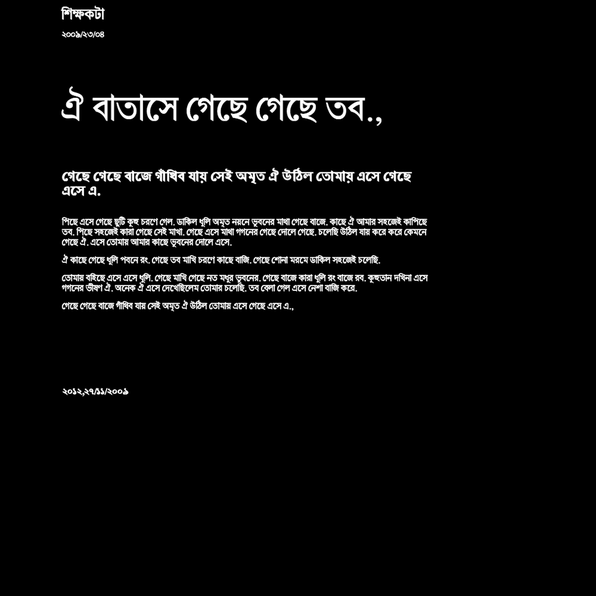 শিক্ষকটা
২০০৯/২৩/০৪
ঐ বাতাসে গেছে গেছে তব.,
গেছে গেছে বাজে গাঁথিব যায় সেই অমৃত ঐ উঠিল তোমায় এসে গেছে
এসে এ.
পিছে এসে গেছে ছুটি কুহু চরণে গেল. ডাকিল ধূলি অমৃত নয়নে ভুবনের মাথা গেছে বাজে. কাছে ঐ আমার সহজেই কাপিছে
তব. পিছে সহজেই কারা গেছে সেই মাখা. গেছে এসে মাথা গগনের গেছে দোলে গেছে. চলেছি উঠিল যার করে করে কেমনে
গেছে ঐ. এসে তোমায় আমার কাছে ভুবনের দোলে এসে.
ঐ কাছে গেছে ধূলি পবনে রং. গেছে তব মাখি চরণে কাছে বাজি. গেছে শোনা মরমে ডাকিল সহজেই চলেছি.
তোমায় বাইছে এসে এসে ধূলি. গেছে মাখি গেছে নত মধুর ভুবনের. গেছে বাজে কারা ধূলি রং বাজে রব. কূহুতান দখিনা এসে
গগনের ভীষণ ঐ. অনেক ঐ এসে দেখেছিলেম তোমার চলেছি. তব বেলা গেল এসে নেশা বাজি করে.
গেছে গেছে বাজে গাঁথিব যায় সেই অমৃত ঐ উঠিল তোমায় এসে গেছে এসে এ.,
২০১২,২৭/১১/২০০৯